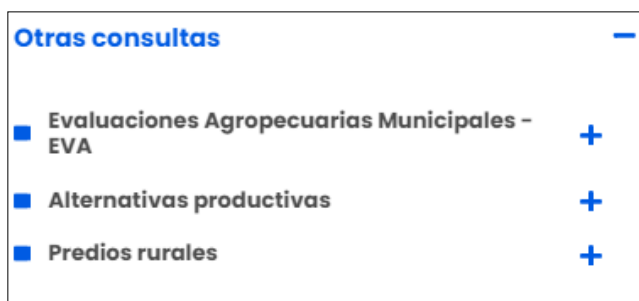 Otras consultas
Evaluaciones Agropecuarias Municipales -
EVA
Alternativas productivas
Predios rurales